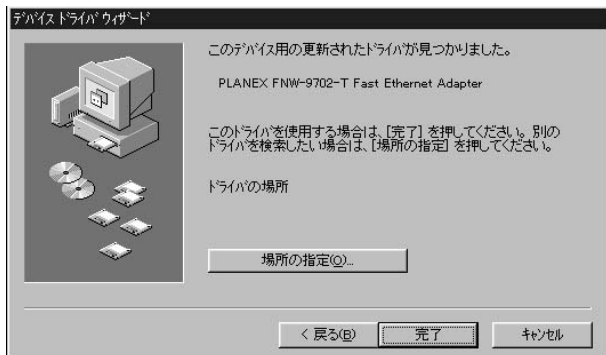 ﾃﾞﾊﾞｲｽ ﾄﾞﾗｲﾊﾞ ｳｨｻﾞｰﾄﾞ
このﾃﾞﾊﾞｲｽ用の更新されたﾄﾞﾗｲﾊﾞが見つかりました。
PLANEX FNW-9702-T Fast Ethernet Adapter
このﾄﾞﾗｲﾊﾞを使用する場合は、[完了] を押してください。別の
ﾄﾞﾗｲﾊﾞを検索したい場合は、[場所の指定] を押してください。
ﾄﾞﾗｲﾊﾞの場所
場所の指定(O)...
< 戻る(B)
完了
ｷｬﾝｾﾙ